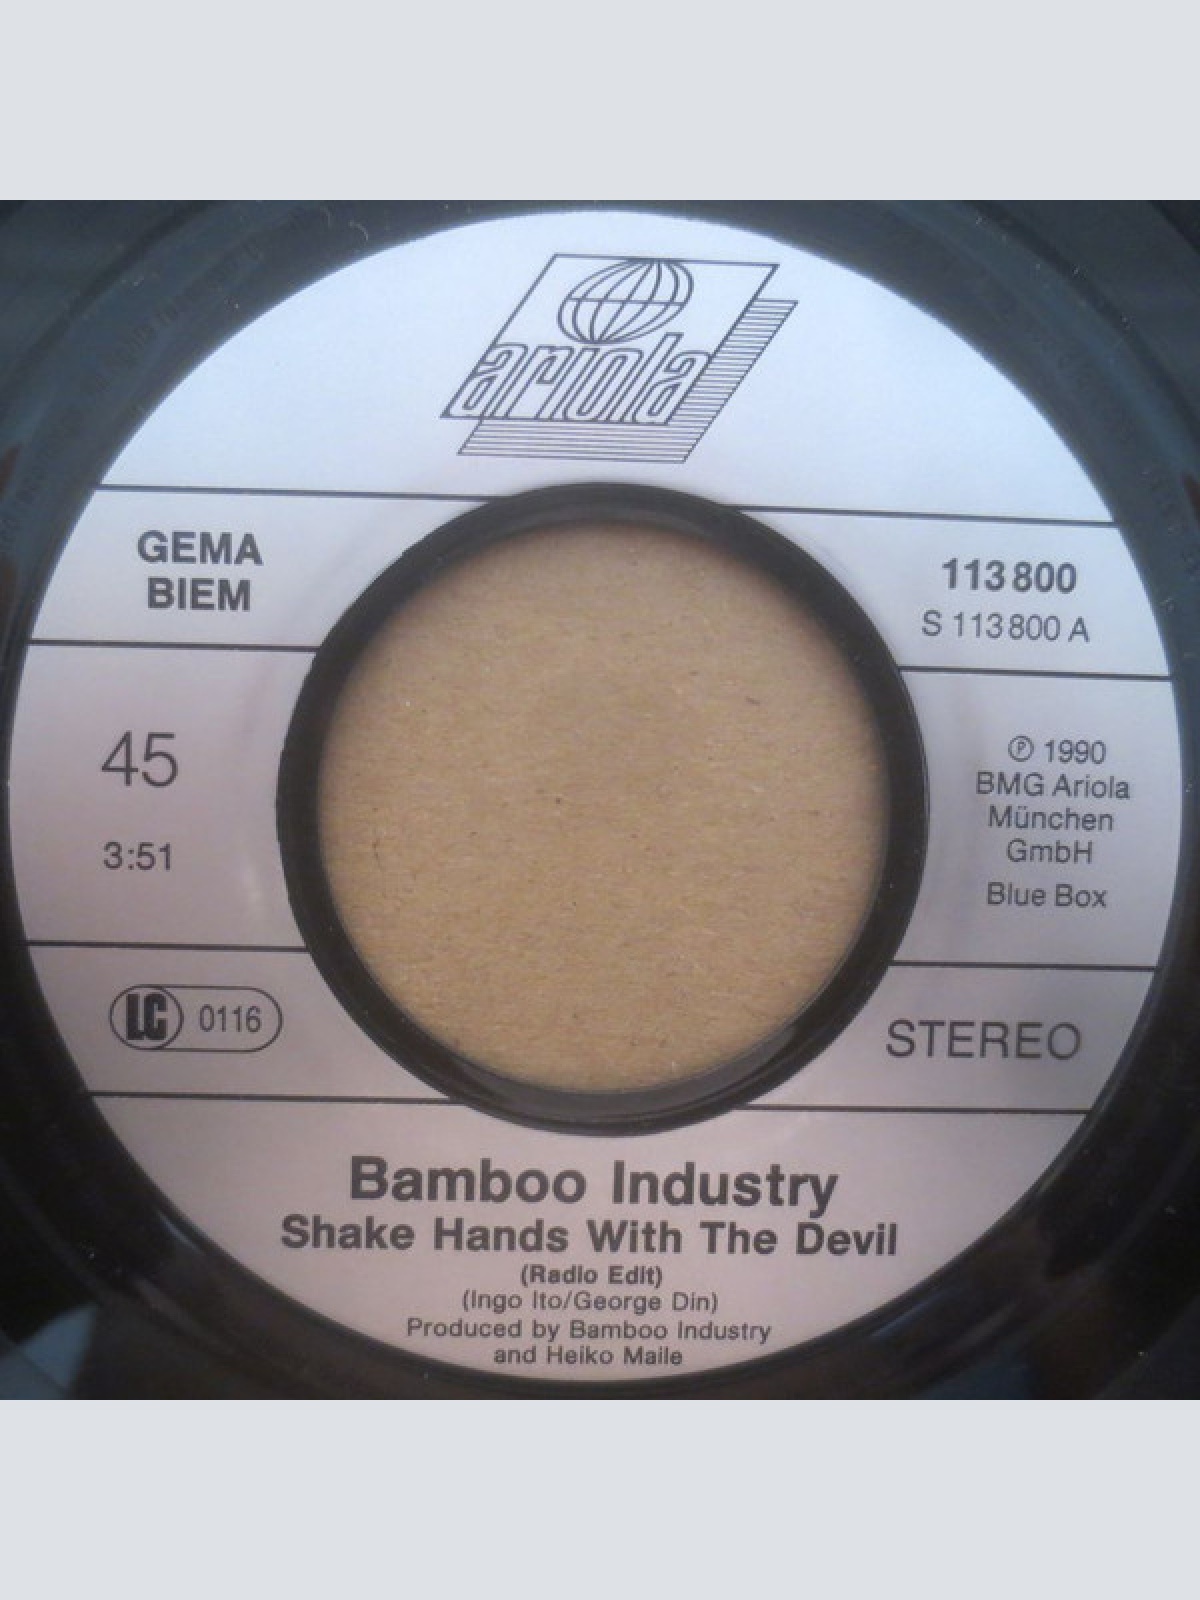 ariola
GEMA
BIEM
113 800
S 113 800 A
45
3:51
℗ 1990
BMG Ariola
München
GmbH
Blue Box
LC 0116
STEREO
Bamboo Industry
Shake Hands With The Devil
(Radio Edit)
(Ingo Ito/George Din)
Produced by Bamboo Industry
and Heiko Maile